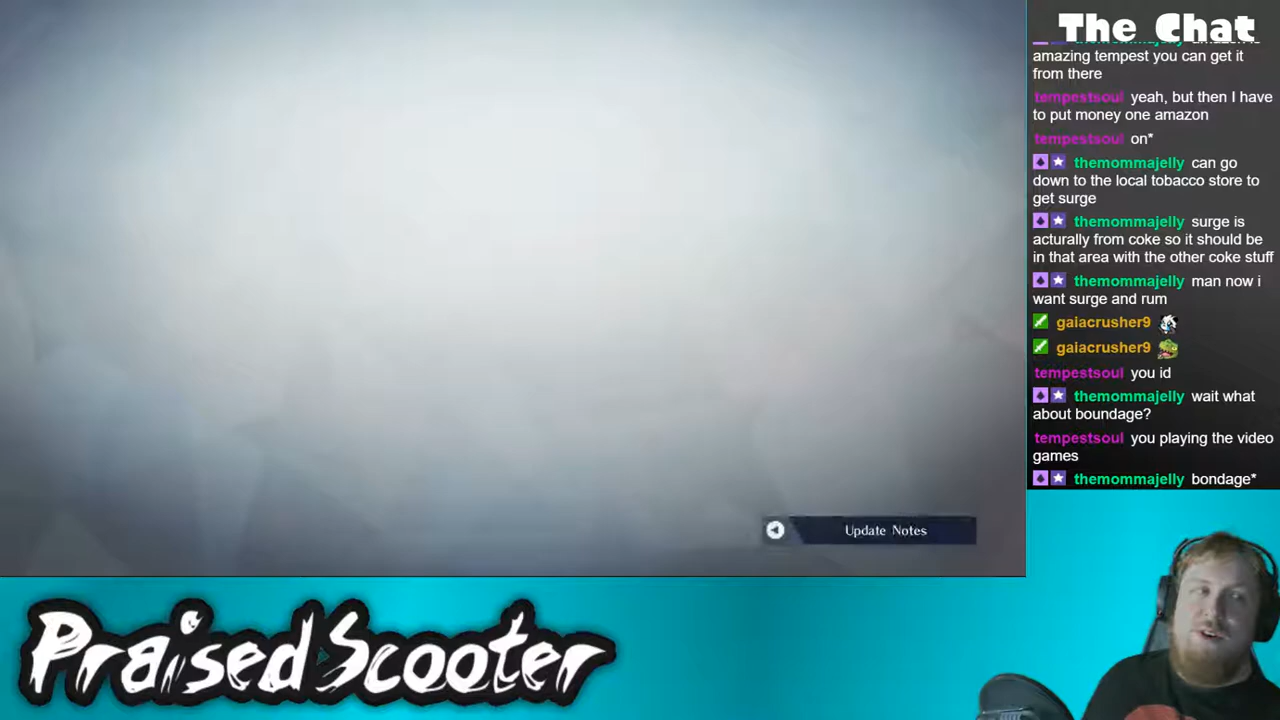 The Chat
amazing tempest you can get it
from there
tempestsoul yeah, but then I have
to put money one amazon
tempestsoul on*
themommajelly can go
down to the local tobacco store to
get surge
themommajelly surge is
acturally from coke so it should be
in that area with the other coke stuff
themommajelly man now i
want surge and rum
gaiacrusher9
gaiacrusher9
tempestsoul you id
themommajelly wait what
about boundage?
tempestsoul you playing the video
games
themommajelly bondage*
Update Notes
PraisedScooter